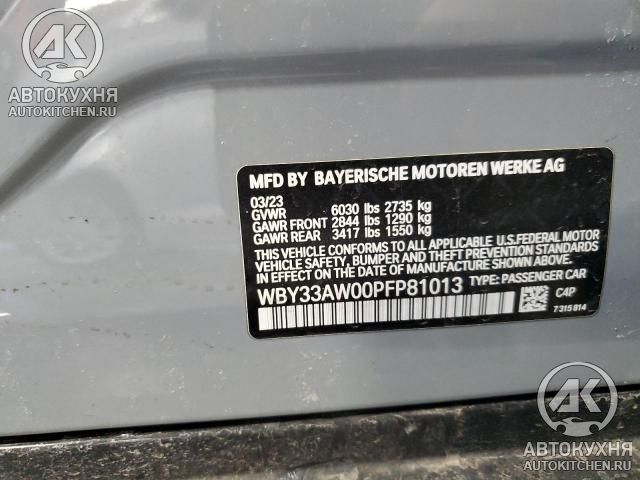 AK
АВТОКУХНЯ
AUTOKITCHEN.RU
MFD BY BAYERISCHE MOTOREN WERKE AG
03/23
GVWR 6030 lbs 2735 kg
GAWR FRONT 2844 lbs 1290 kg
GAWR REAR 3417 lbs 1550 kg
THIS VEHICLE CONFORMS TO ALL APPLICABLE U.S. FEDERAL MOTOR
VEHICLE SAFETY, BUMPER AND THEFT PREVENTION STANDARDS
IN EFFECT ON THE DATE OF MANUFACTURE SHOWN ABOVE.
WBY33AW00PFP81013 TYPE: PASSENGER CAR
C4P
7315814
AK
АВТОКУХНЯ
AUTOKITCHEN.RU